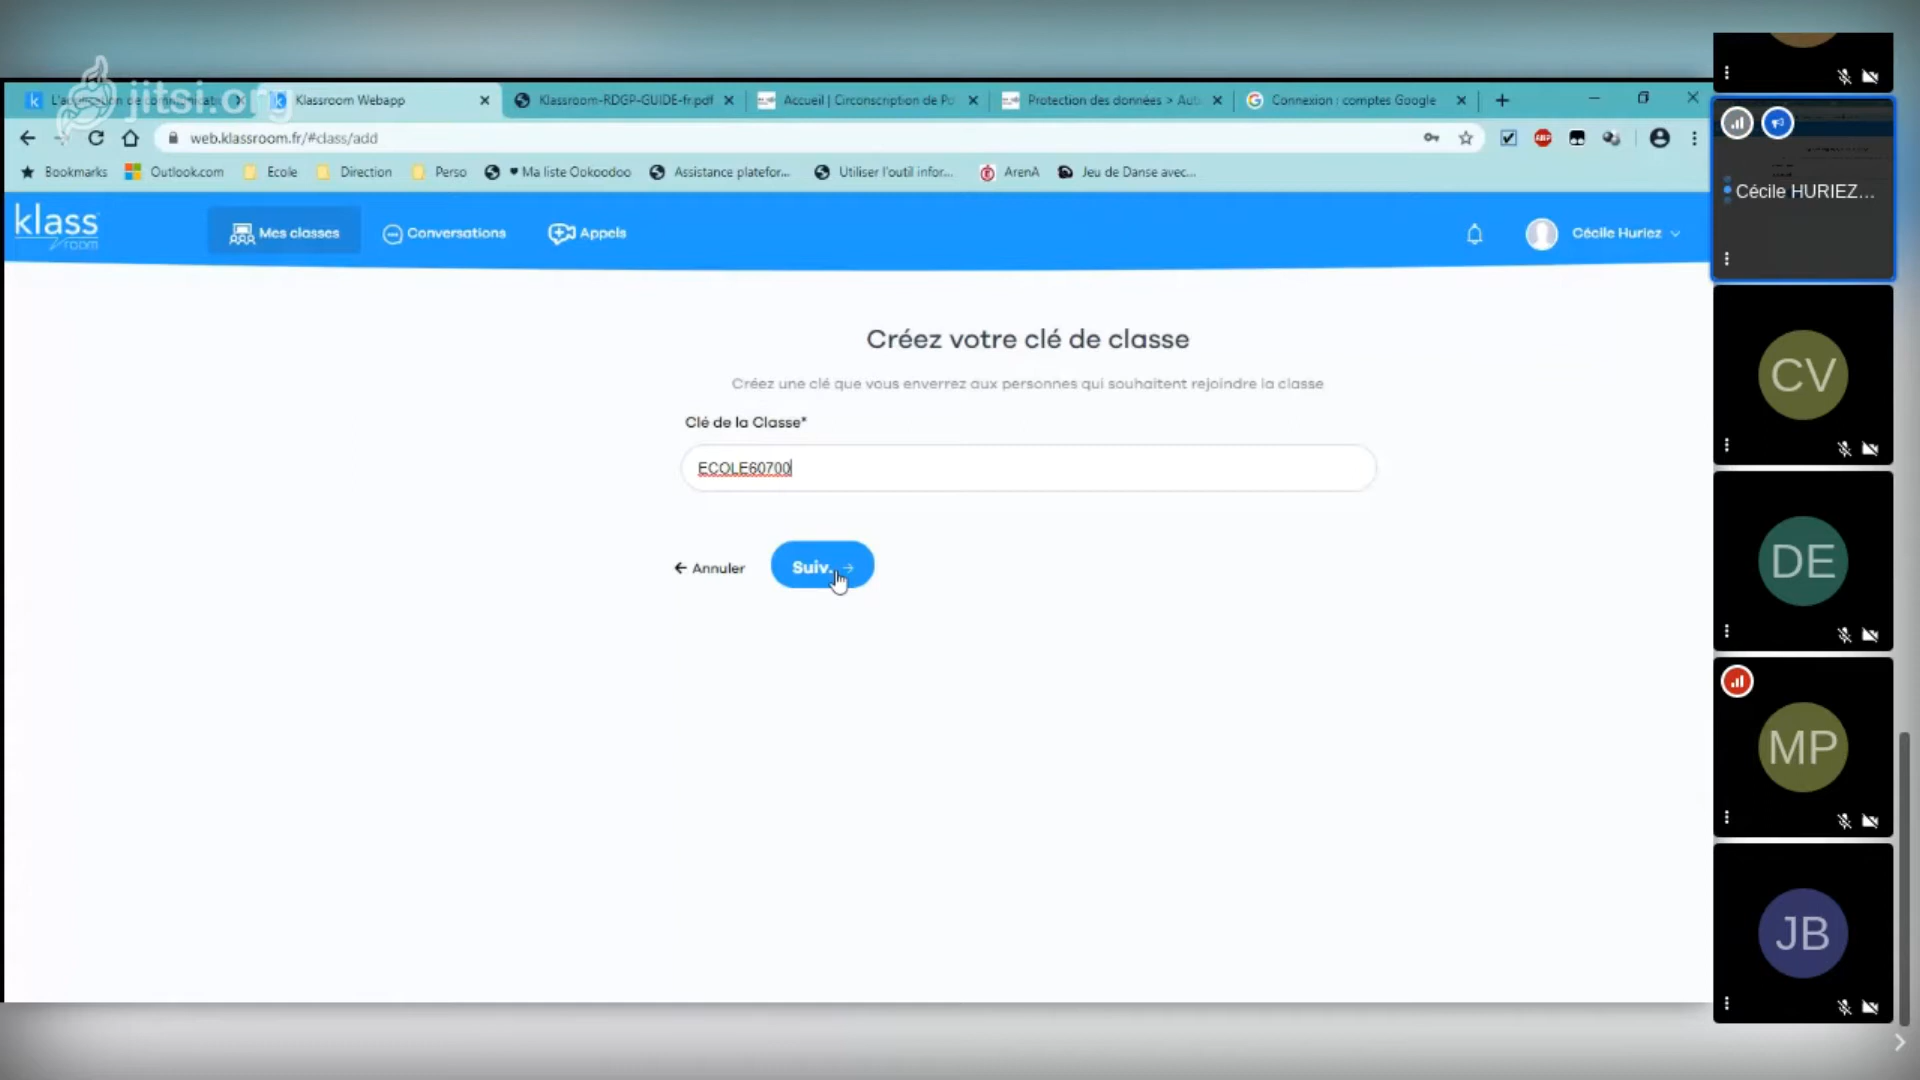 jitsi.org
Klassroom Webapp
Klassroom-RDGP-GUIDE-fr.pdf
Accueil | Circonscription de
Protection des données >
Connexion : comptes Google
web.klassroom.fr/#class/add
ABP
Bookmarks
Outlook.com
Ecole
Direction
Perso
♥ Ma liste Ookoodoo
Assistance platefor...
Utiliser l'outil infor...
ArenA
Jeu de Danse avec...
klass
room
Mes classes
Conversations
Appels
Cécile Huriez
Créez votre clé de classe
Créez une clé que vous enverrez aux personnes qui souhaitent rejoindre la classe
Clé de la Classe*
ECOLE60700
← Annuler
Suiv. →
Cécile HURIEZ...
CV
DE
MP
JB